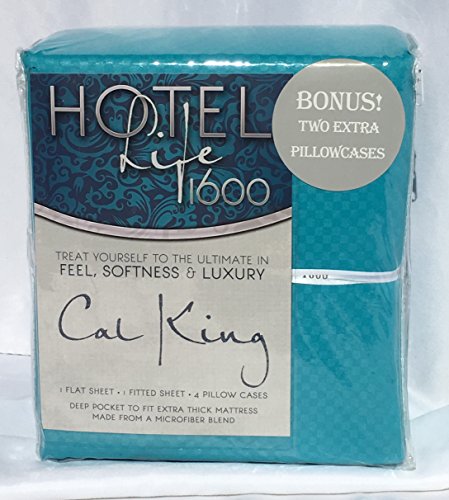 HOTEL
Life
1600
BONUS!
TWO EXTRA
PILLOWCASES
TREAT YOURSELF TO THE ULTIMATE IN
FEEL, SOFTNESS & LUXURY
1600
Cal King
1 FLAT SHEET • 1 FITTED SHEET • 4 PILLOW CASES
DEEP POCKET TO FIT EXTRA THICK MATTRESS
MADE FROM A MICROFIBER BLEND